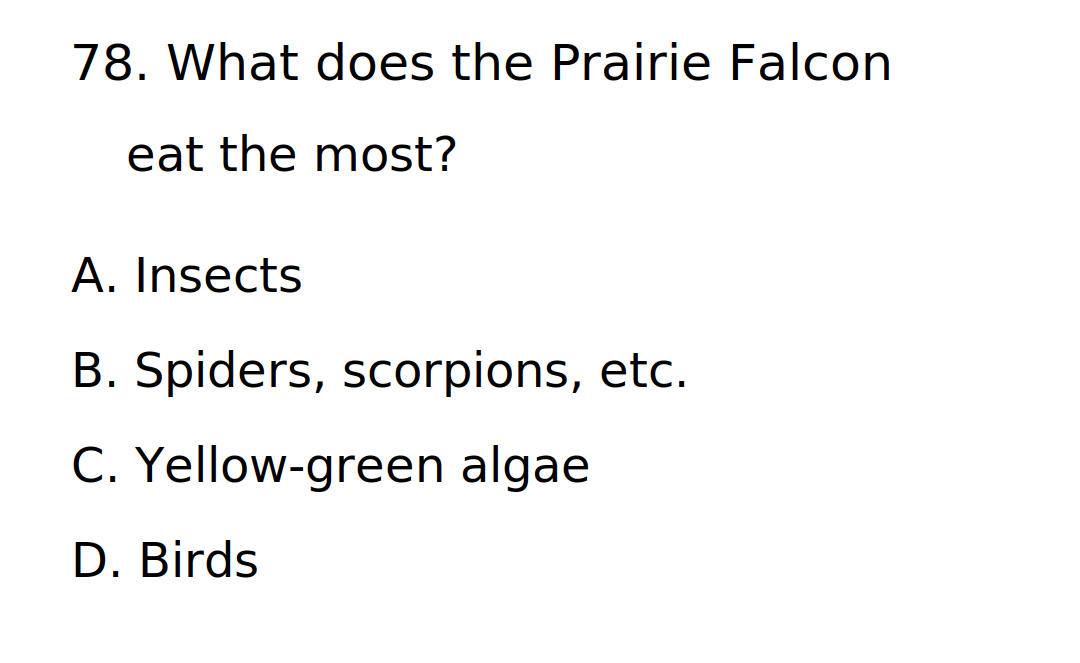 78. What does the Prairie Falcon
eat the most?
A. Insects
B. Spiders, scorpions, etc.
C. Yellow-green algae
D. Birds